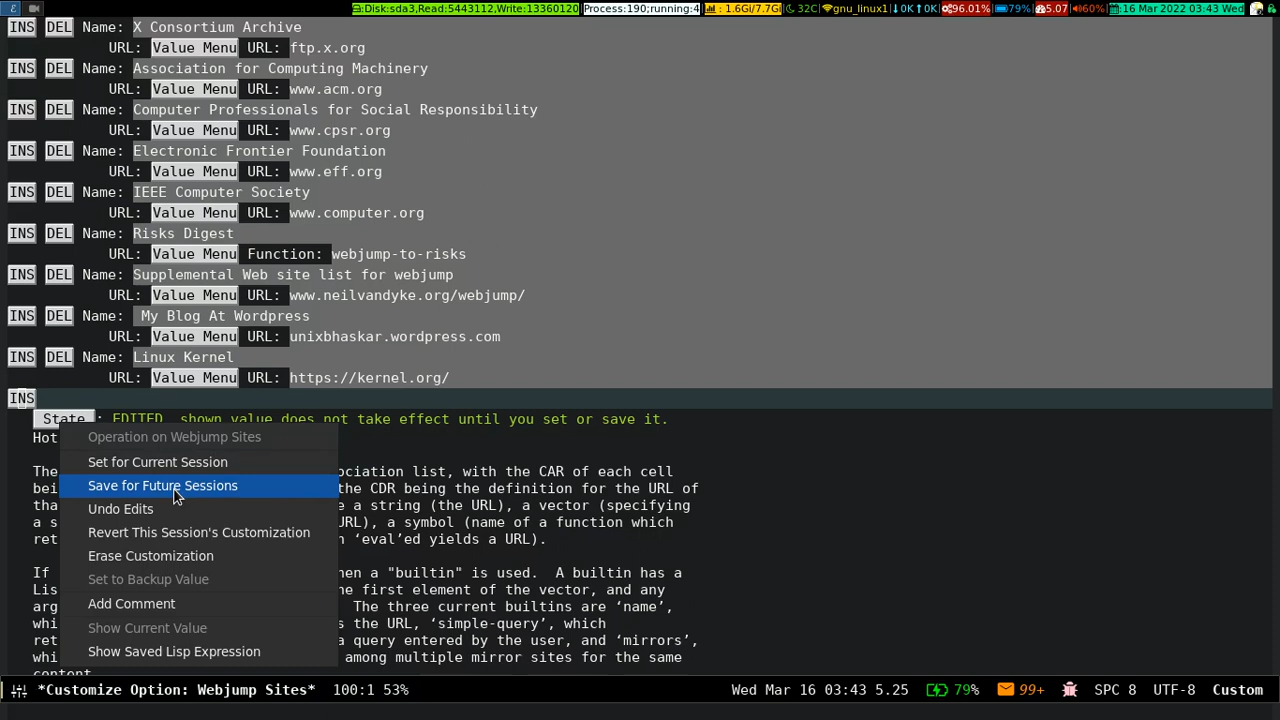 Disk:sda3,Read:5443112,Write:13360120 Process:190;running:4 1.6Gi/7.7Gi 32C gnu_linux1 0K 0K 96.01% 79% 5.07 60% 16 Mar 2022 03:43 Wed
INS DEL Name: X Consortium Archive
URL: Value Menu URL: ftp.x.org
INS DEL Name: Association for Computing Machinery
URL: Value Menu URL: www.acm.org
INS DEL Name: Computer Professionals for Social Responsibility
URL: Value Menu URL: www.cpsr.org
INS DEL Name: Electronic Frontier Foundation
URL: Value Menu URL: www.eff.org
INS DEL Name: IEEE Computer Society
URL: Value Menu URL: www.computer.org
INS DEL Name: Risks Digest
URL: Value Menu Function: webjump-to-risks
INS DEL Name: Supplemental Web site list for webjump
URL: Value Menu URL: www.neilvandyke.org/webjump/
INS DEL Name: My Blog At Wordpress
URL: Value Menu URL: unixbhaskar.wordpress.com
INS DEL Name: Linux Kernel
URL: Value Menu URL: https://kernel.org/
INS
State : EDITED, shown value does not take effect until you set or save it.
Hot
Operation on Webjump Sites
Set for Current Session
Save for Future Sessions
Undo Edits
Revert This Session's Customization
Erase Customization
Set to Backup Value
Add Comment
Show Current Value
Show Saved Lisp Expression
The ociation list, with the CAR of each cell
bei the CDR being the definition for the URL of
tha e a string (the URL), a vector (specifying
a s URL), a symbol (name of a function which
ret n ‘eval’ed yields a URL).
If hen a "builtin" is used. A builtin has a
Lis he first element of the vector, and any
arg The three current builtins are ‘name’,
whi s the URL, ‘simple-query’, which
ret a query entered by the user, and ‘mirrors’,
whi among multiple mirror sites for the same
content.
*Customize Option: Webjump Sites* 100:1 53% Wed Mar 16 03:43 5.25 79% 99+ SPC 8 UTF-8 Custom